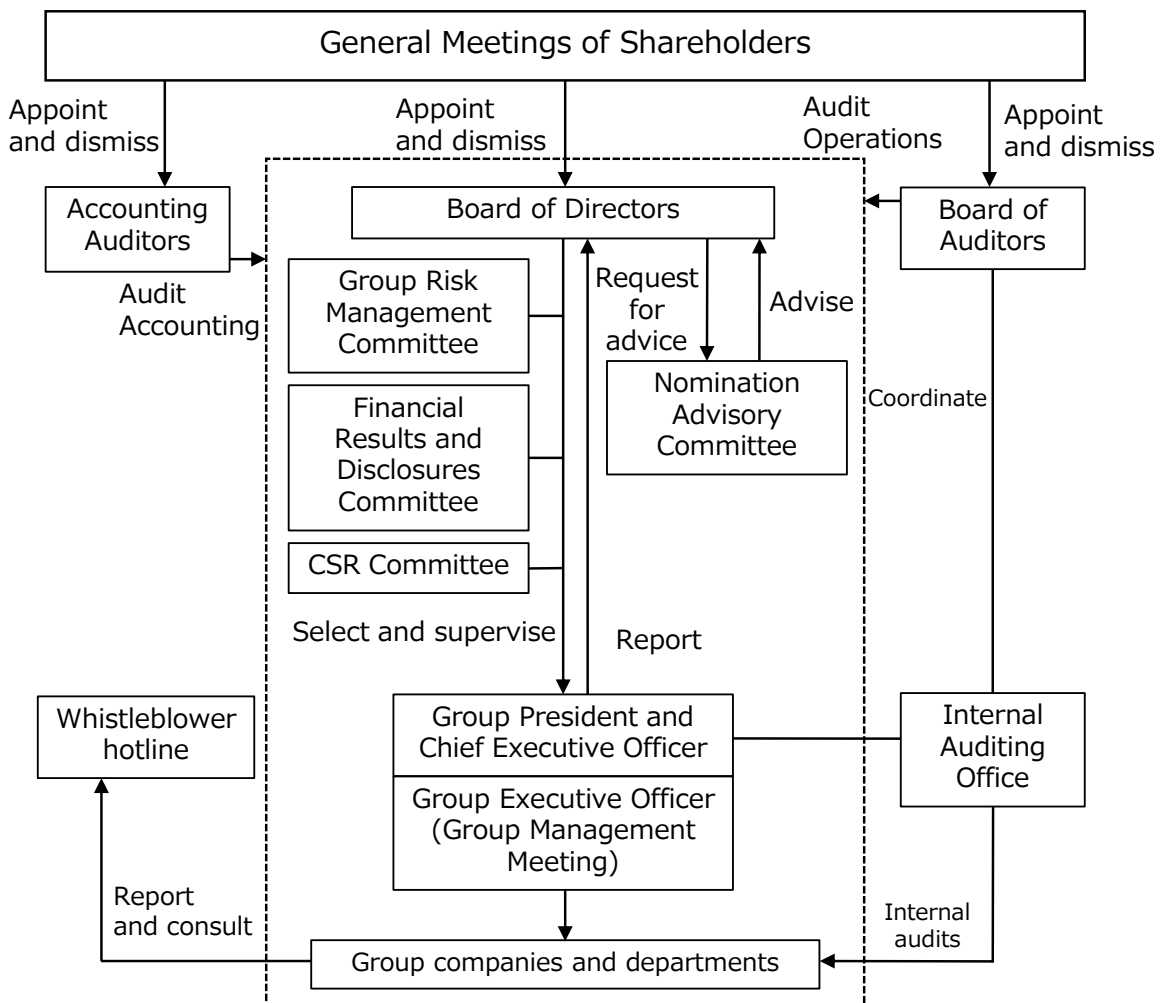 General Meetings of Shareholders
Appoint
and dismiss
Appoint
and dismiss
Audit
Operations
Appoint
and dismiss
Accounting
Auditors
Board of Directors
Board of
Auditors
Audit
Accounting
Group Risk
Management
Committee
Request
for
advice
Advise
Nomination
Advisory
Committee
Coordinate
Financial
Results and
Disclosures
Committee
CSR Committee
Select and supervise
Report
Whistleblower
hotline
Group President and
Chief Executive Officer
Internal
Auditing
Office
Group Executive Officer
(Group Management
Meeting)
Report
and consult
Internal
audits
Group companies and departments